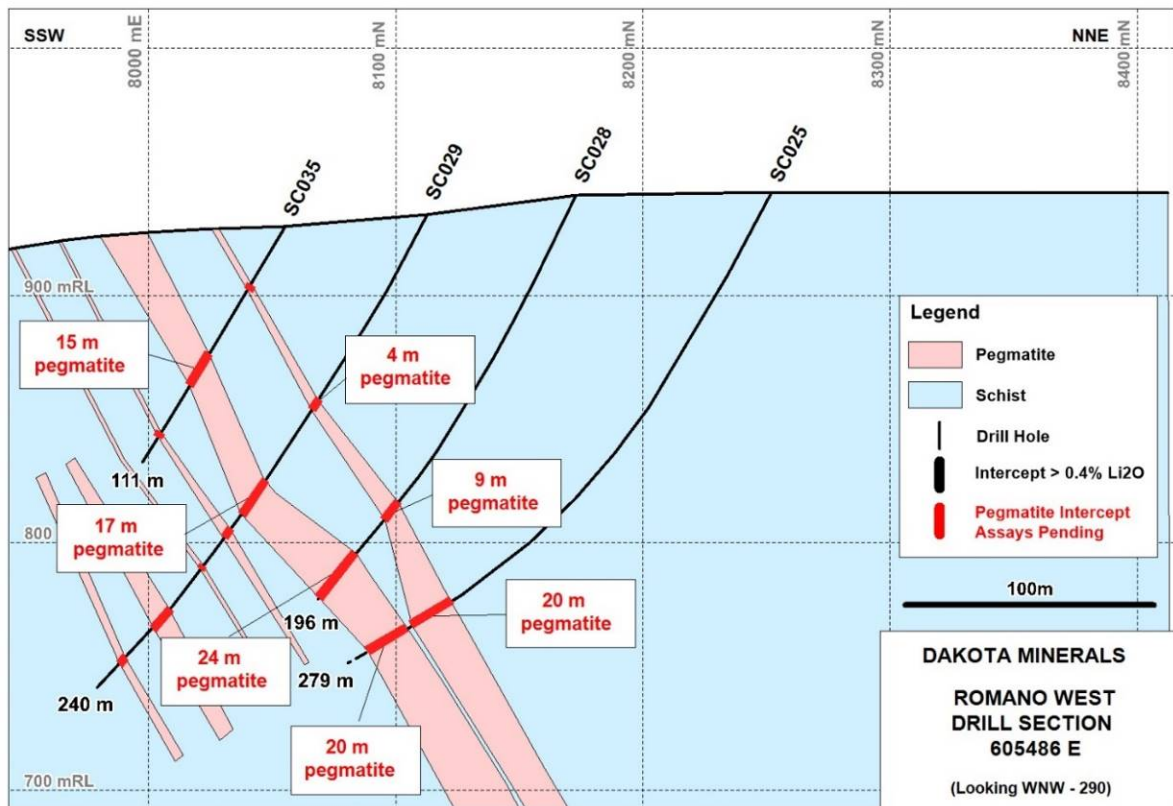 SSW
8000 mE
8100 mN
8200 mN
8300 mN
NNE
8400 mN
SC035
SC029
SC028
SC025
900 mRL
15 m
pegmatite
4 m
pegmatite
111 m
9 m
pegmatite
17 m
pegmatite
800 mRL
196 m
20 m
pegmatite
24 m
pegmatite
279 m
240 m
20 m
pegmatite
700 mRL
Legend
Pegmatite
Schist
Drill Hole
Intercept > 0.4% Li2O
Pegmatite Intercept
Assays Pending
100m
DAKOTA MINERALS
ROMANO WEST
DRILL SECTION
605486 E
(Looking WNW - 290)